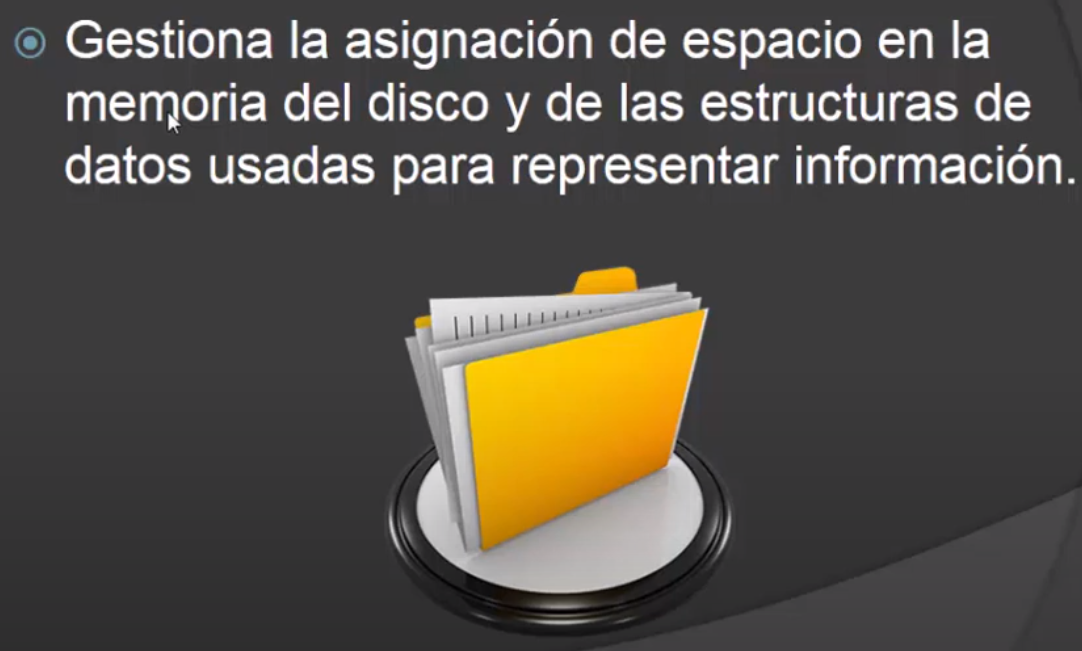 Gestiona la asignación de espacio en la
memoria del disco y de las estructuras de
datos usadas para representar información.